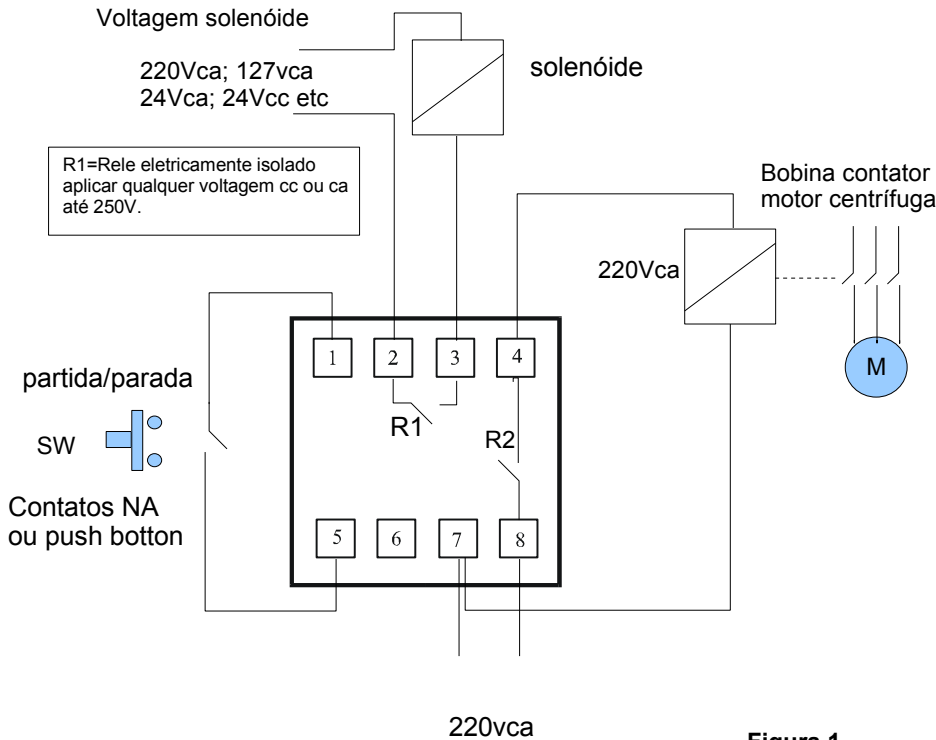 Voltagem solenóide
220Vca; 127vca
24Vca; 24Vcc etc
solenóide
R1=Rele eletricamente isolado
aplicar qualquer voltagem cc ou ca
até 250V.
Bobina contator
motor centrífuga
220Vca
M
1
2
3
4
partida/parada
R1
R2
SW
Contatos NA
ou push botton
5
6
7
8
220vca
Figura 1